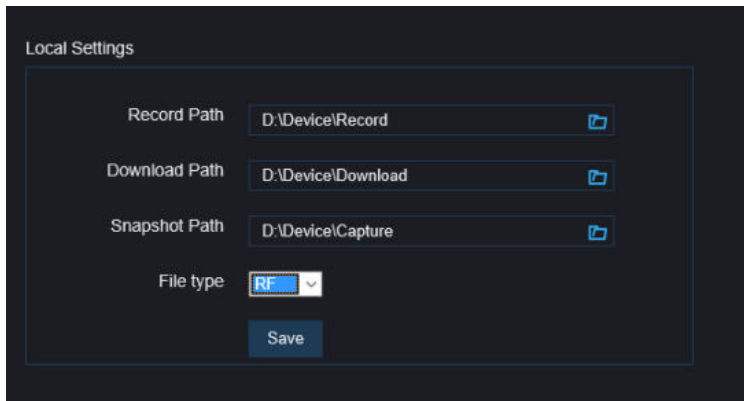 Local Settings
Record Path D:\Device\Record
Download Path D:\Device\Download
Snapshot Path D:\Device\Capture
File type RF
Save